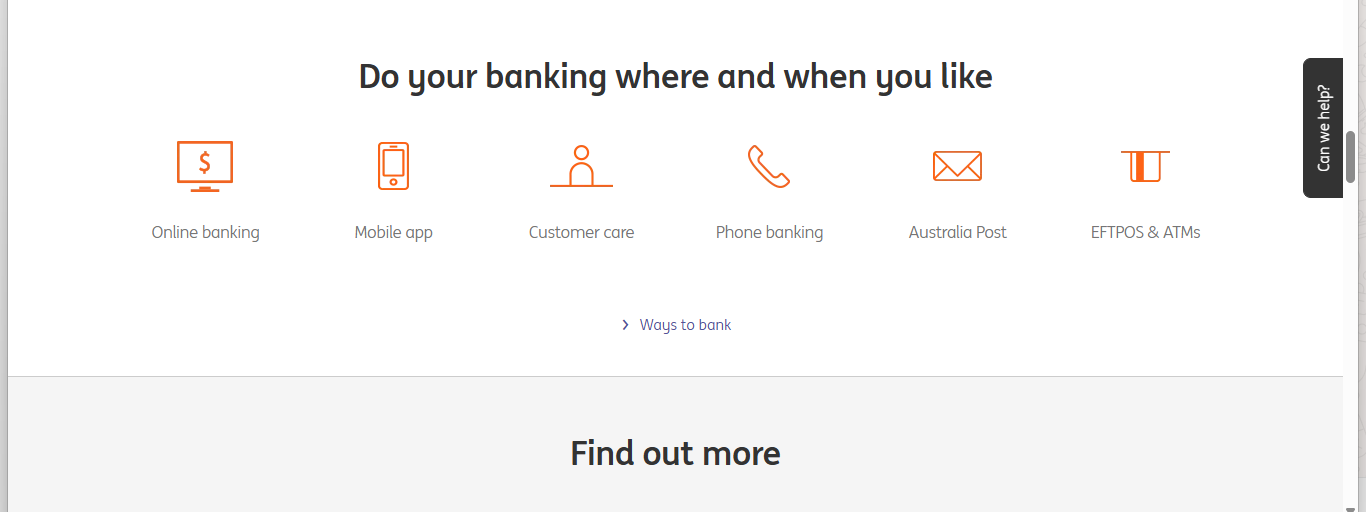 Do your banking where and when you like
Can we help?
$
Online banking
Mobile app
Customer care
Phone banking
Australia Post
EFTPOS & ATMs
Ways to bank
Find out more